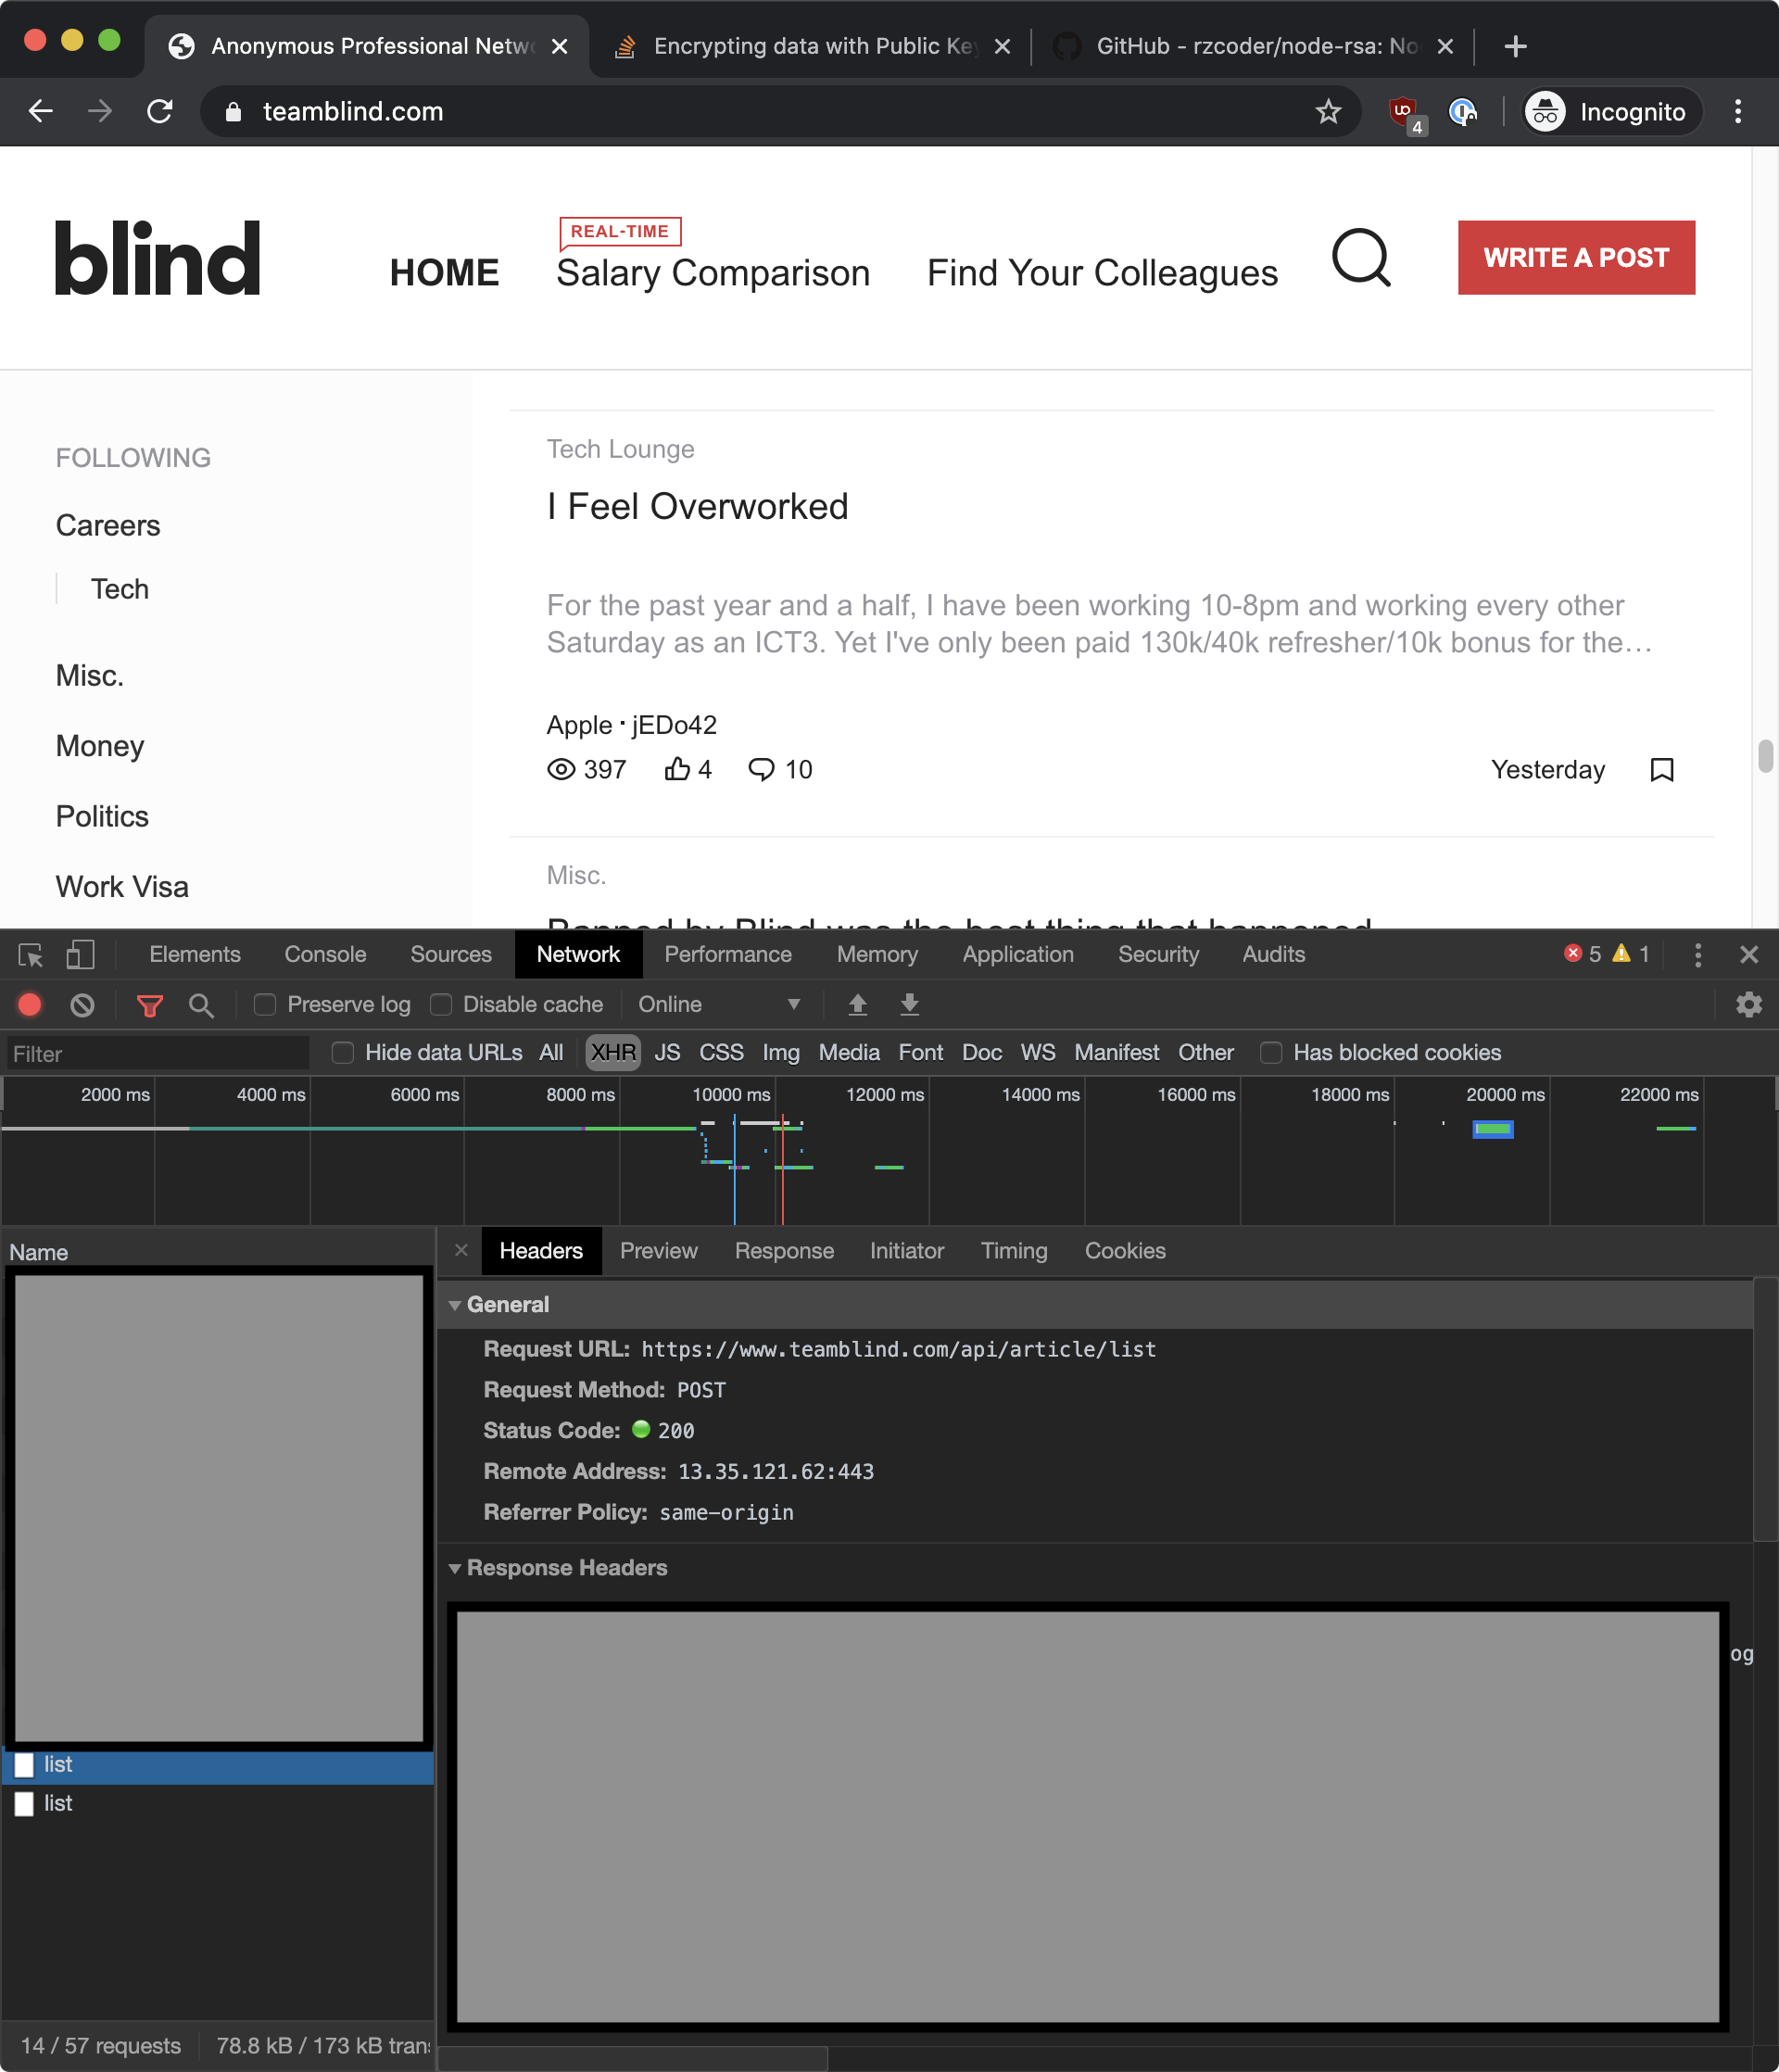 Anonymous Professional Netw
Encrypting data with Public Key
GitHub - rzcoder/node-rsa: No
teamblind.com
4
Incognito
blind
HOME
REAL-TIME
Salary Comparison
Find Your Colleagues
WRITE A POST
FOLLOWING
Careers
Tech
Misc.
Money
Politics
Work Visa
Tech Lounge
I Feel Overworked
For the past year and a half, I have been working 10-8pm and working every other
Saturday as an ICT3. Yet I've only been paid 130k/40k refresher/10k bonus for the…
Apple · jEDo42
397 4 10
Yesterday
Misc.
Banned by Blind was the best thing that happened
Elements Console Sources Network Performance Memory Application Security Audits 5 1
Preserve log Disable cache Online
Filter Hide data URLs All XHR JS CSS Img Media Font Doc WS Manifest Other Has blocked cookies
2000 ms 4000 ms 6000 ms 8000 ms 10000 ms 12000 ms 14000 ms 16000 ms 18000 ms 20000 ms 22000 ms
Name
list
list
14 / 57 requests 78.8 kB / 173 kB tran
Headers Preview Response Initiator Timing Cookies
General
Request URL: https://www.teamblind.com/api/article/list
Request Method: POST
Status Code: 200
Remote Address: 13.35.121.62:443
Referrer Policy: same-origin
Response Headers
og